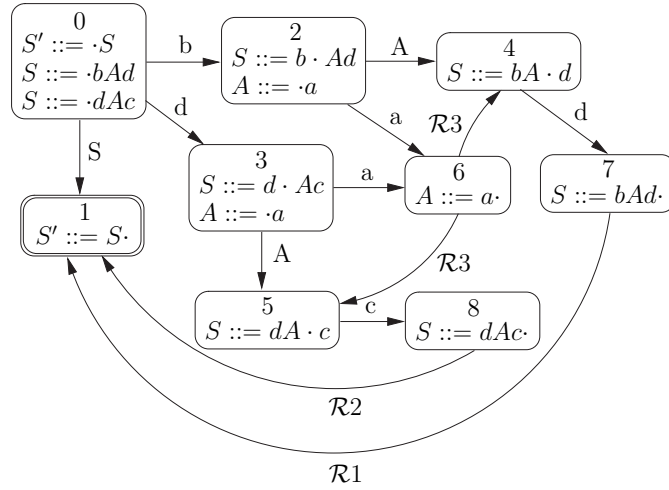 0
S′ ::= ·S
S ::= ·bAd
S ::= ·dAc
b
2
S ::= b · Ad
A ::= ·a
A
4
S ::= bA · d
d
S
a
R3
d
3
S ::= d · Ac
A ::= ·a
a
6
A ::= a·
7
S ::= bAd·
1
S′ ::= S·
A
R3
5
S ::= dA · c
c
8
S ::= dAc·
R2
R1